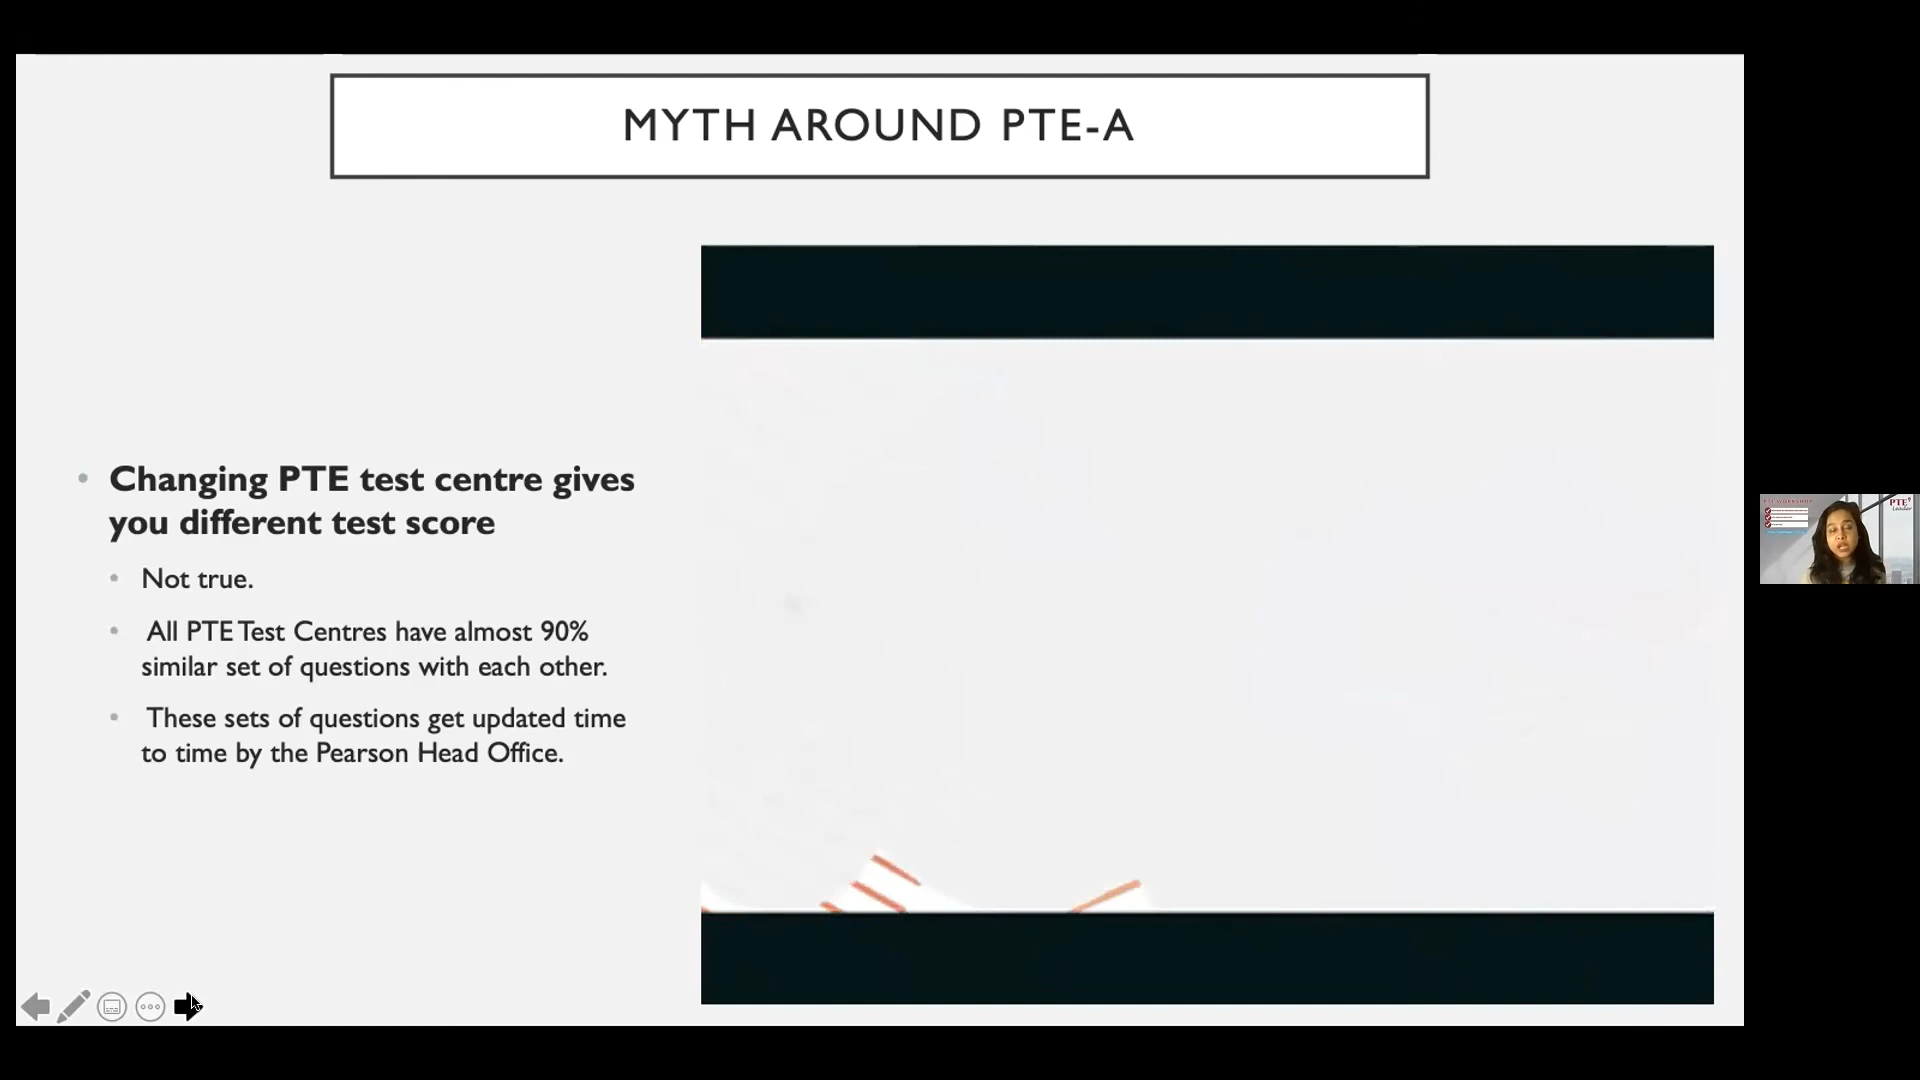 MYTH AROUND PTE-A
• Changing PTE test centre gives
you different test score
• Not true.
• All PTE Test Centres have almost 90%
similar set of questions with each other.
• These sets of questions get updated time
to time by the Pearson Head Office.
PTE
Leader